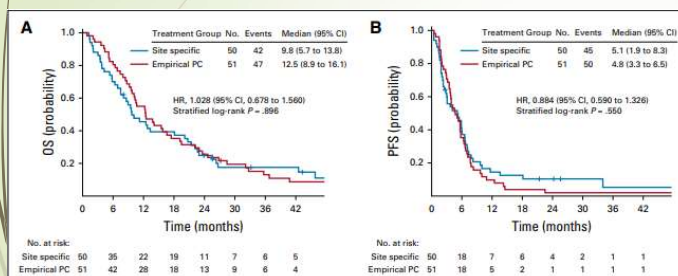 A
Treatment Group No. Events Median (95% CI)
Site specific 50 42 9.8 (5.7 to 13.8)
Empirical PC 51 47 12.5 (8.9 to 16.1)
HR, 1.028 (95% CI, 0.678 to 1.560)
Stratified log-rank P = .896
OS (probability)
1.0
0.8
0.6
0.4
0.2
0 6 12 18 24 30 36 42
Time (months)
No. at risk:
Site specific 50 35 22 19 11 7 6 5
Empirical PC 51 42 28 18 13 9 6 4
B
Treatment Group No. Events Median (95% CI)
Site specific 50 45 5.1 (1.9 to 8.3)
Empirical PC 51 50 4.8 (3.3 to 6.5)
HR, 0.884 (95% CI, 0.590 to 1.326)
Stratified log-rank P = .550
PFS (probability)
1.0
0.8
0.6
0.4
0.2
0 6 12 18 24 30 36 42
Time (months)
No. at risk:
Site specific 50 18 7 6 4 2 1 1
Empirical PC 51 18 5 2 1 1 1 1